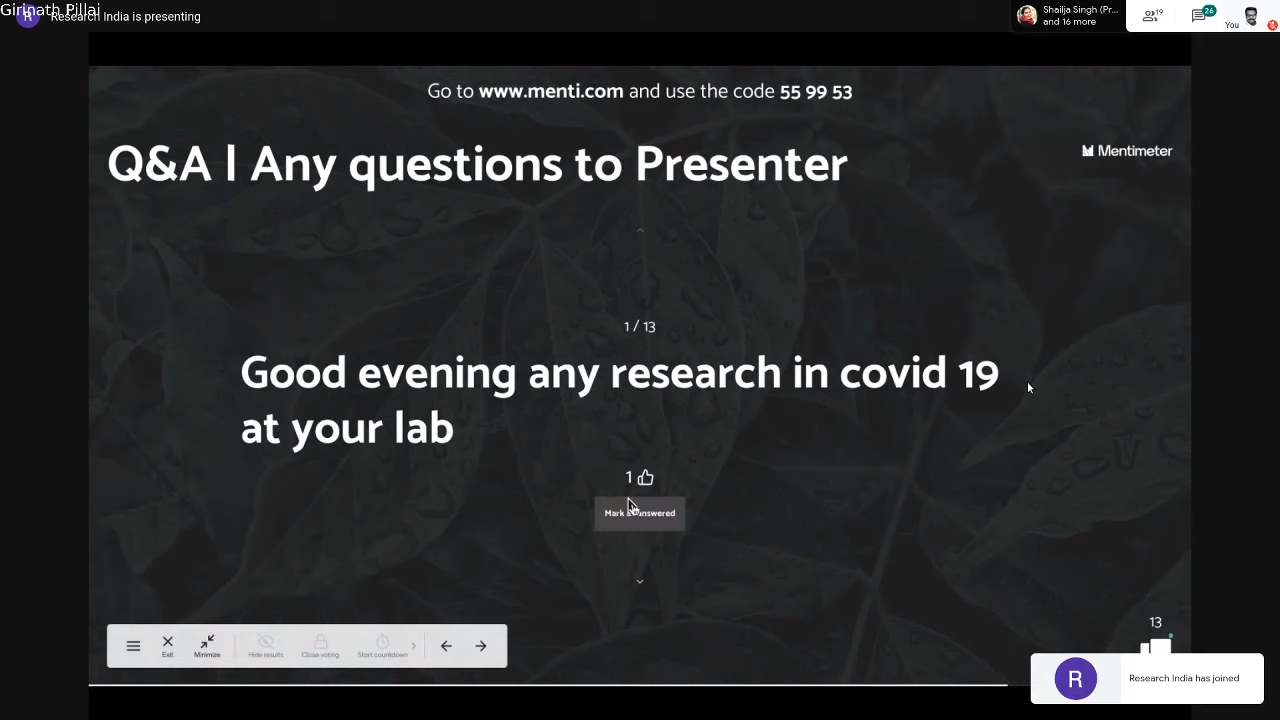 Girinath Pillai
R
Research India is presenting
Shailja Singh (Pr...
and 16 more
19
26
You
Go to www.menti.com and use the code 55 99 53
Q&A | Any questions to Presenter
Mentimeter
1 / 13
Good evening any research in covid 19
at your lab
1
Mark answered
13
Exit
Minimize
Hide results
Close voting
Start countdown
R
Research India has joined